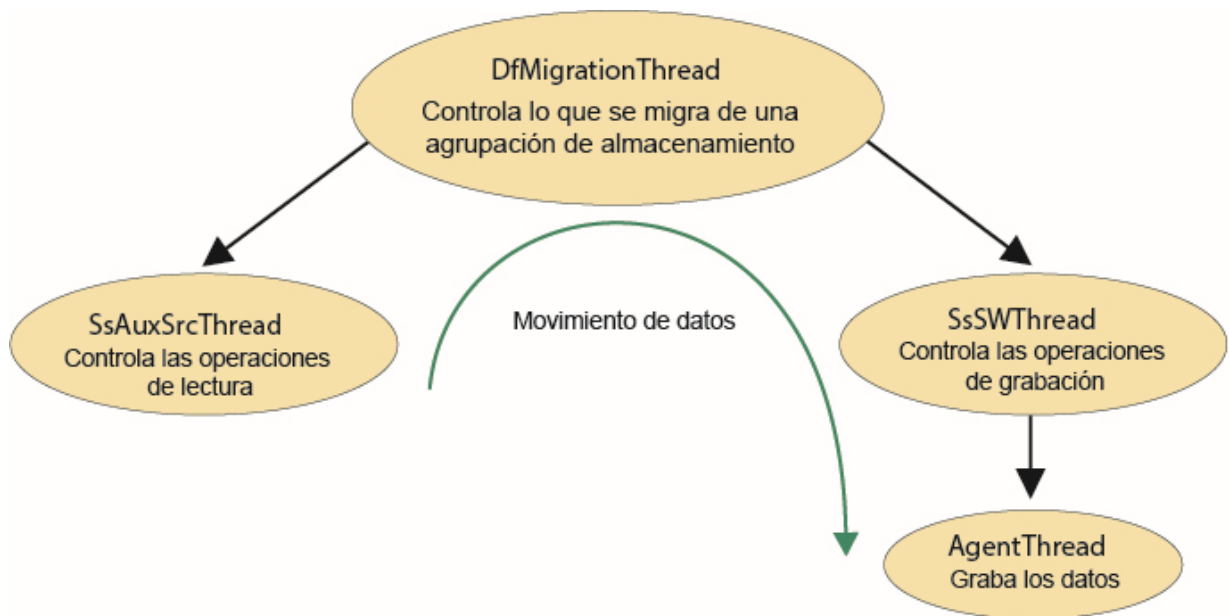 DfMigrationThread
Controla lo que se migra de una
agrupación de almacenamiento
SsAuxSrcThread
Controla las operaciones
de lectura
Movimiento de datos
SsSWThread
Controla las operaciones
de grabación
AgentThread
Graba los datos